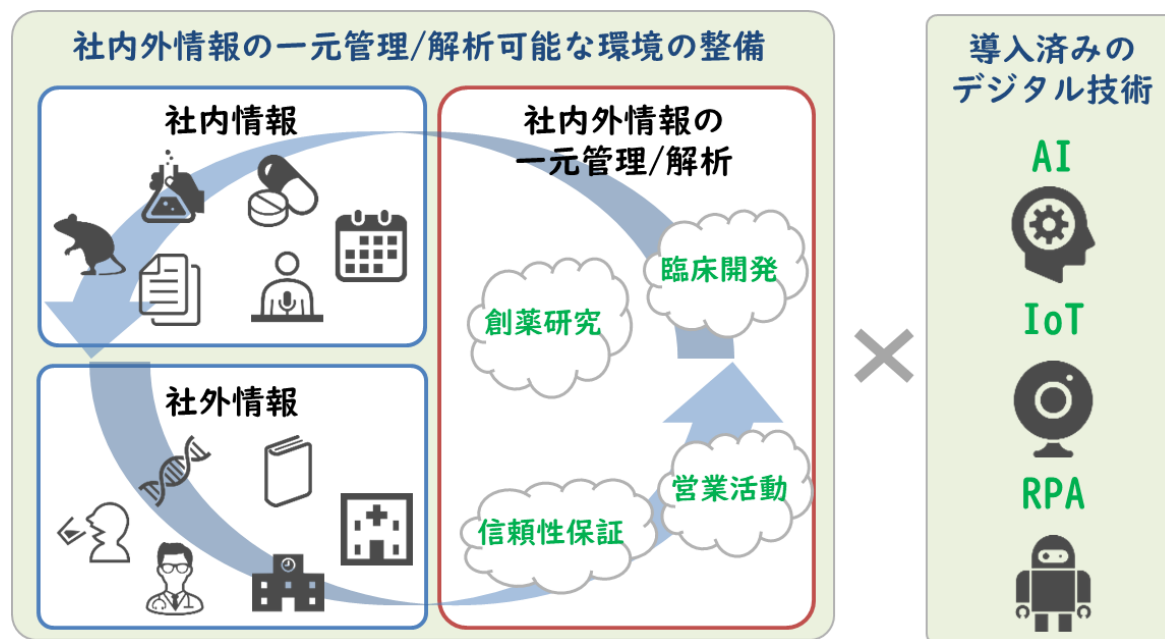 社内外情報の一元管理/解析可能な環境の整備
社内情報
社外情報
社内外情報の
一元管理/解析
臨床開発
創薬研究
営業活動
信頼性保証
導入済みの
デジタル技術
AI
IoT
RPA